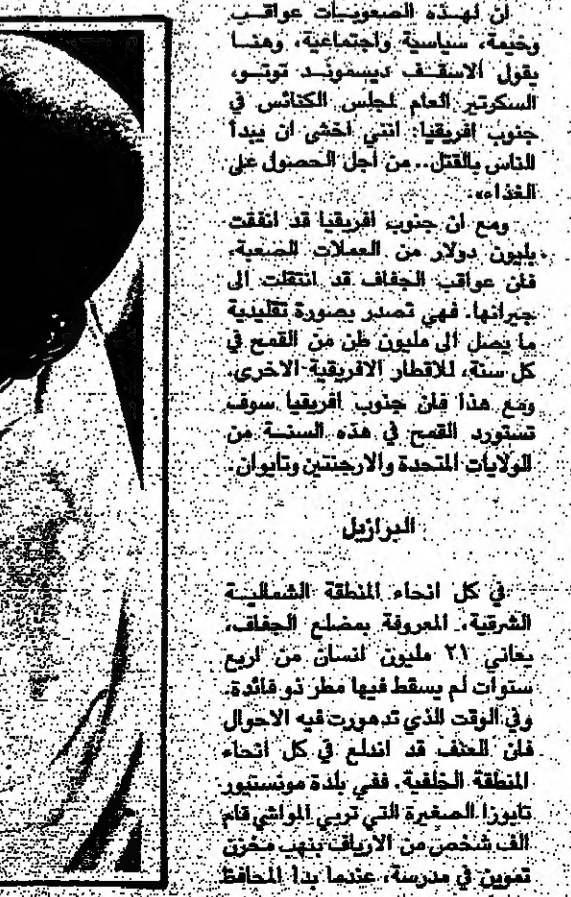 ان لهذه الصعوبات عواقب
وخيمة، سياسية واجتماعية، وهنا
يقول الاسقف ديسموند توتو،
السكرتير العام لمجلس الكنائس في
جنوب افريقيا: انني اخشى ان يبدأ
الناس بالقتل.. من أجل الحصول على
الغذاء».
ومع ان جنوب افريقيا قد انفقت
بليون دولار من العملات الصعبة،
فان عواقب الجفاف قد انتقلت الى
جيرانها. فهي تصدر بصورة تقليدية
ما يصل الى مليون طن من القمح في
كل سنة، للاقطار الافريقية الاخرى.
ومع هذا فان جنوب افريقيا سوف
تستورد القمح في هذه السنة من
الولايات المتحدة والارجنتين وتايوان.
البرازيل
في كل انحاء المنطقة الشمالية
الشرقية، المعروفة بمضلع الجفاف،
يعاني ٢١ مليون انسان من اربع
سنوات لم يسقط فيها مطر ذو فائدة.
وفي الوقت الذي تدهورت فيه الاحوال
فان العنف قد اندلع في كل انحاء
المنطقة الخلفية. ففي بلدة مونستيور
تابوزا الصغيرة التي تربي المواشي قام
الف شخص من الارياف بنهب مخزن
تموين في مدرسة، عندما بدأ المحافظ